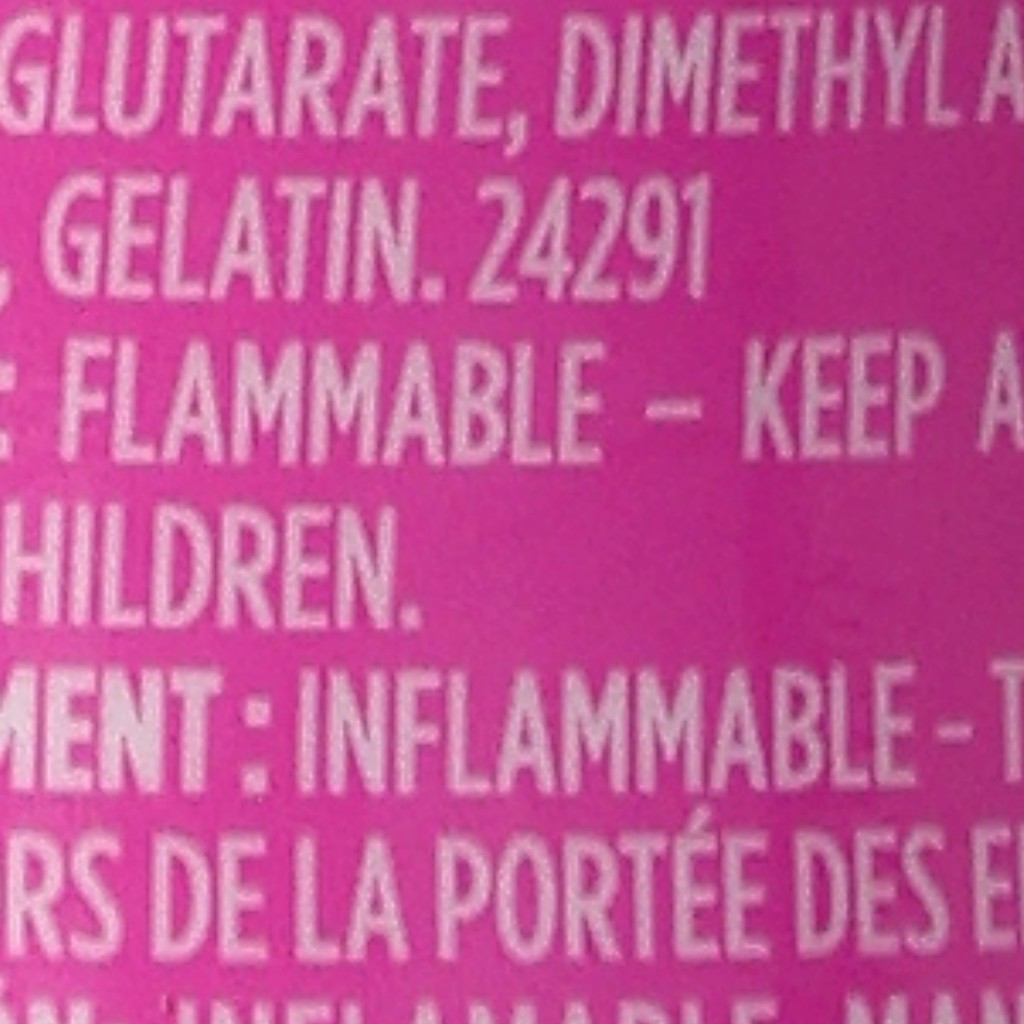 GLUTARATE, DIMETHYL A
, GELATIN. 24291
: FLAMMABLE – KEEP A
HILDREN.
MENT : INFLAMMABLE - T
RS DE LA PORTÉE DES E